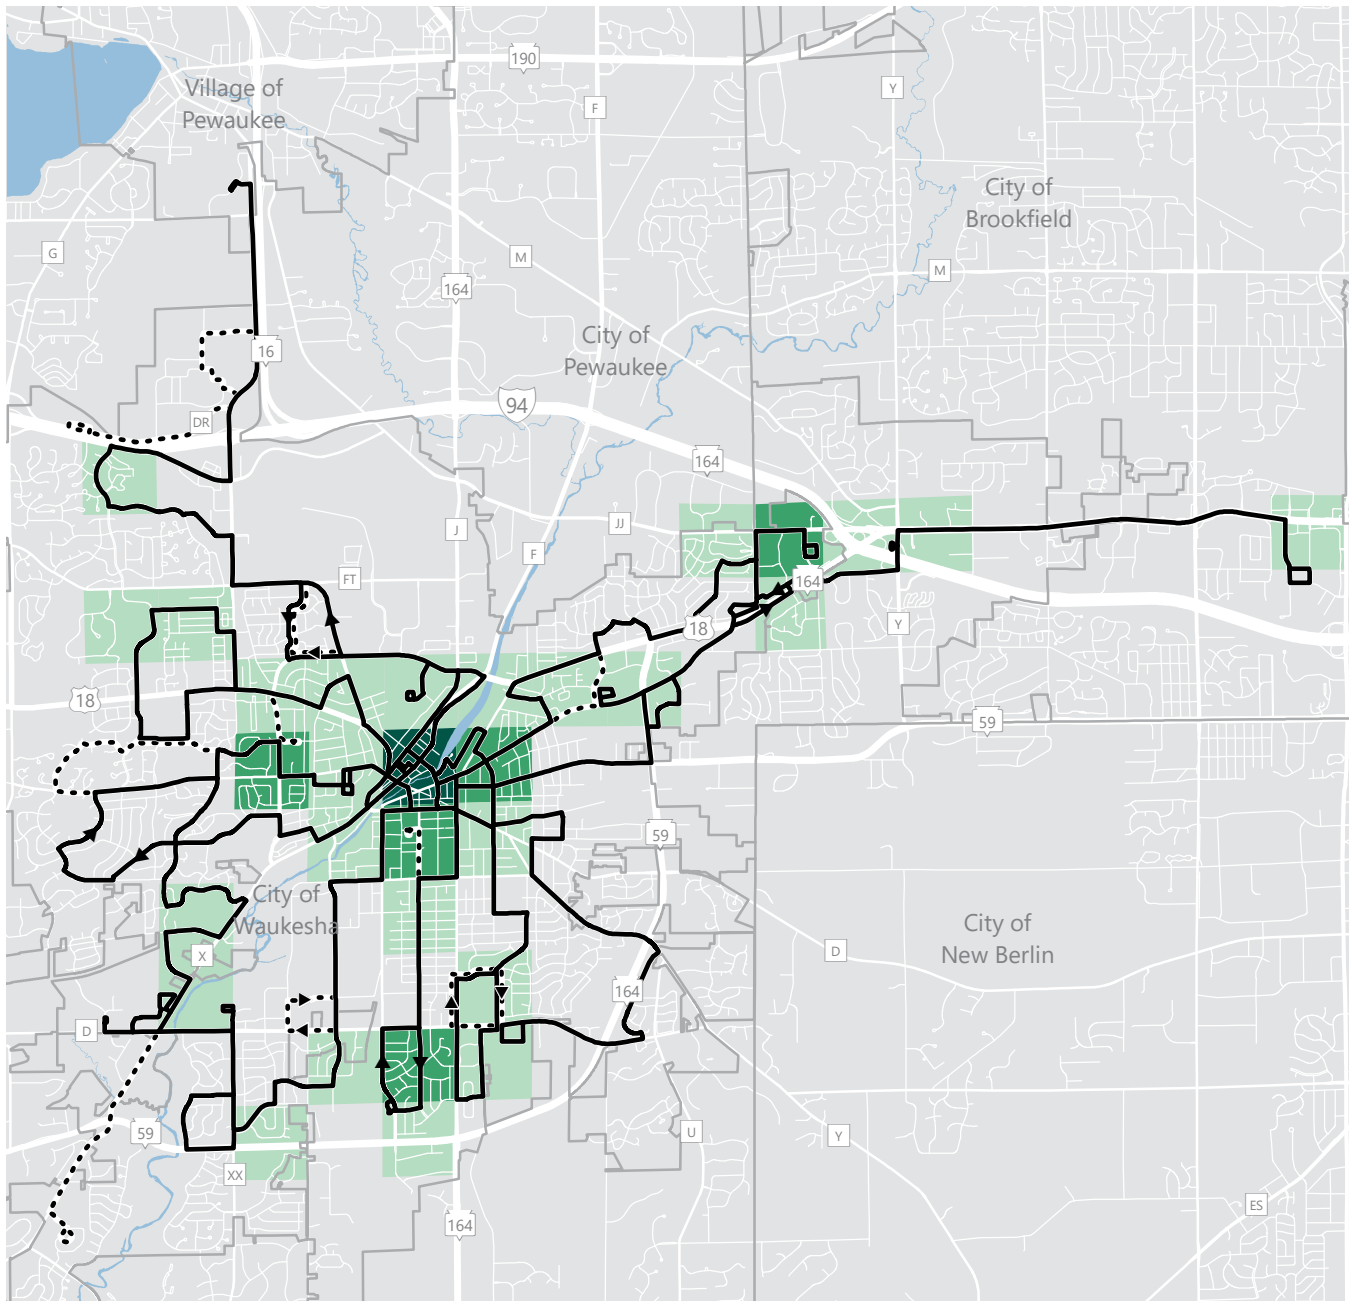 190
Village of
Pewaukee
Y
F
City of
Brookfield
G
M
M
164
City of
Pewaukee
16
94
DR
164
J
JJ
F
FT
164
18
Y
18
59
59
City of
Waukesha
City of
New Berlin
D
X
164
D
59
U
Y
XX
ES
164